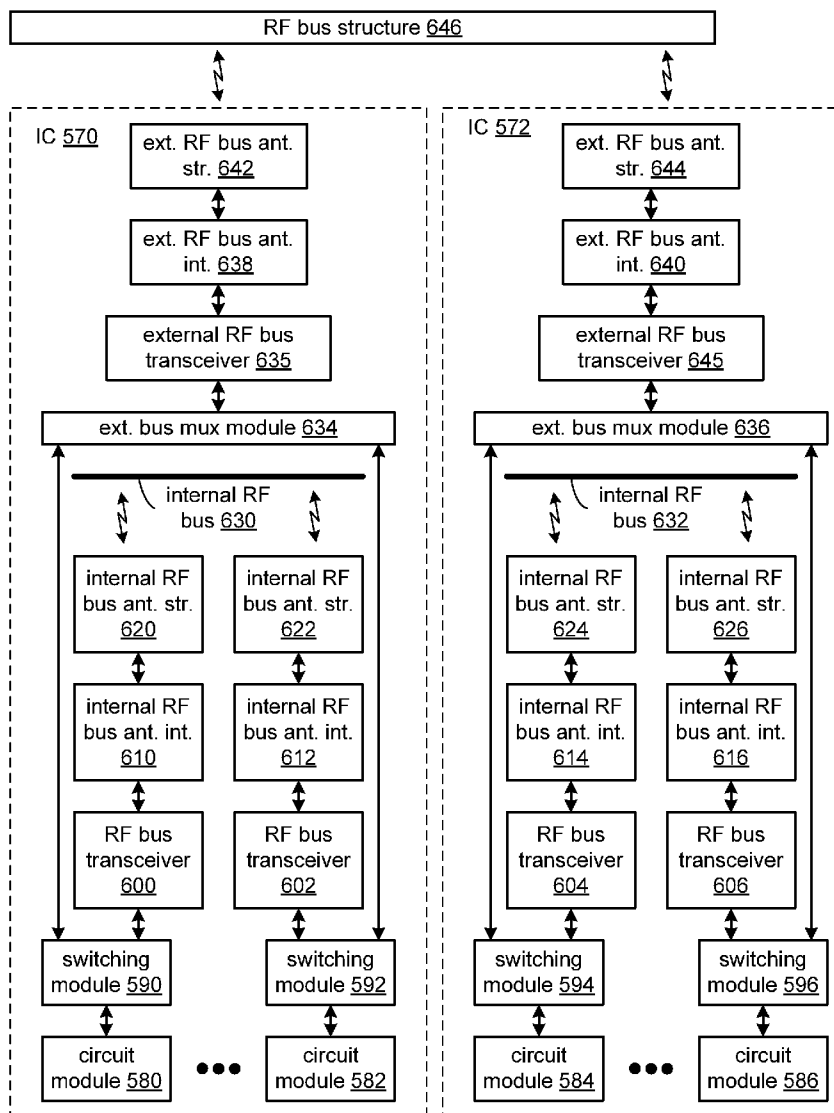 RF bus structure 646
IC 570
ext. RF bus ant.
str. 642
ext. RF bus ant.
int. 638
external RF bus
transceiver 635
ext. bus mux module 634
internal RF
bus 630
internal RF
bus ant. str.
620
internal RF
bus ant. str.
622
internal RF
bus ant. int.
610
internal RF
bus ant. int.
612
RF bus
transceiver
600
RF bus
transceiver
602
switching
module 590
switching
module 592
circuit
module 580
circuit
module 582
IC 572
ext. RF bus ant.
str. 644
ext. RF bus ant.
int. 640
external RF bus
transceiver 645
ext. bus mux module 636
internal RF
bus 632
internal RF
bus ant. str.
624
internal RF
bus ant. str.
626
internal RF
bus ant. int.
614
internal RF
bus ant. int.
616
RF bus
transceiver
604
RF bus
transceiver
606
switching
module 594
switching
module 596
circuit
module 584
circuit
module 586